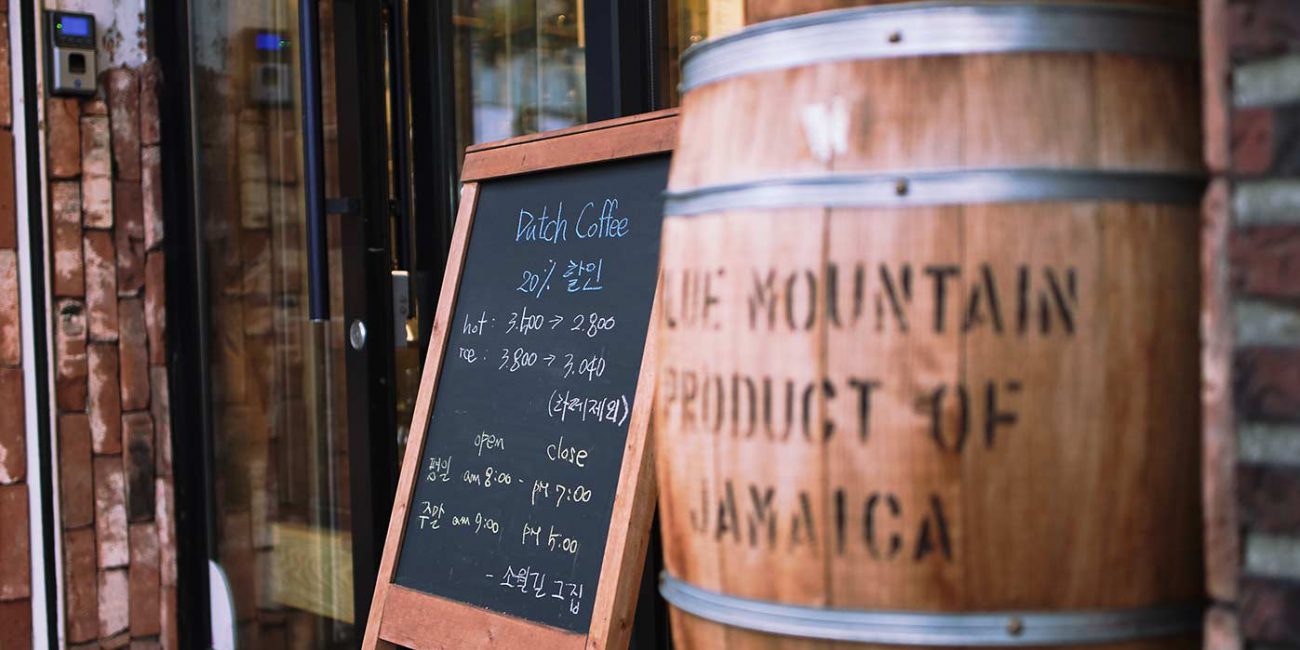 Dutch Coffee
20% 할인
hot : 3.500 → 2.800
ice : 3.800 → 3.040
(라떼제외)
open close
평일 am 8:00 - pM 7:00
주말 am 9:00 pM 5:00
- 소월길 그집
LUE MOUNTAIN
PRODUCT OF
JAMAICA